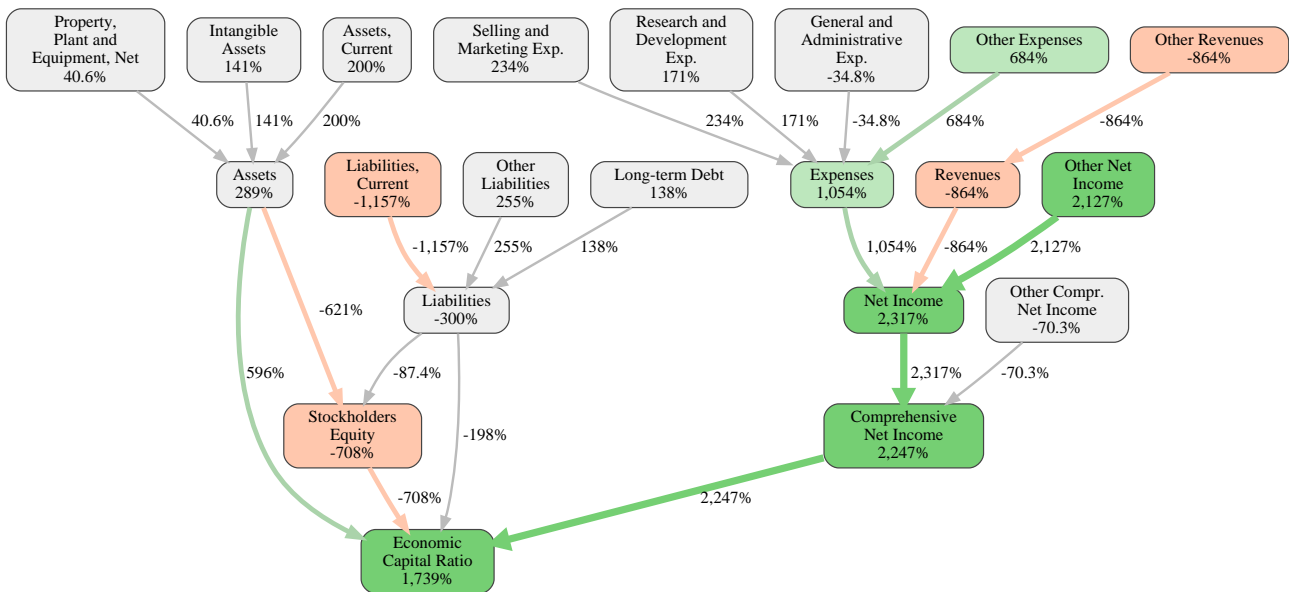 Property,
Plant and
Equipment, Net
40.6%
Intangible
Assets
141%
Assets,
Current
200%
Selling and
Marketing Exp.
234%
Research and
Development
Exp.
171%
General and
Administrative
Exp.
-34.8%
Other Expenses
684%
Other Revenues
-864%
40.6%
141%
200%
234%
171%
-34.8%
684%
-864%
Assets
289%
Liabilities,
Current
-1,157%
Other
Liabilities
255%
Long-term Debt
138%
Expenses
1,054%
Revenues
-864%
Other Net
Income
2,127%
-1,157%
255%
138%
1,054%
-864%
2,127%
Liabilities
-300%
Net Income
2,317%
Other Compr.
Net Income
-70.3%
-621%
596%
-87.4%
2,317%
-70.3%
Stockholders
Equity
-708%
-198%
Comprehensive
Net Income
2,247%
-708%
2,247%
Economic
Capital Ratio
1,739%